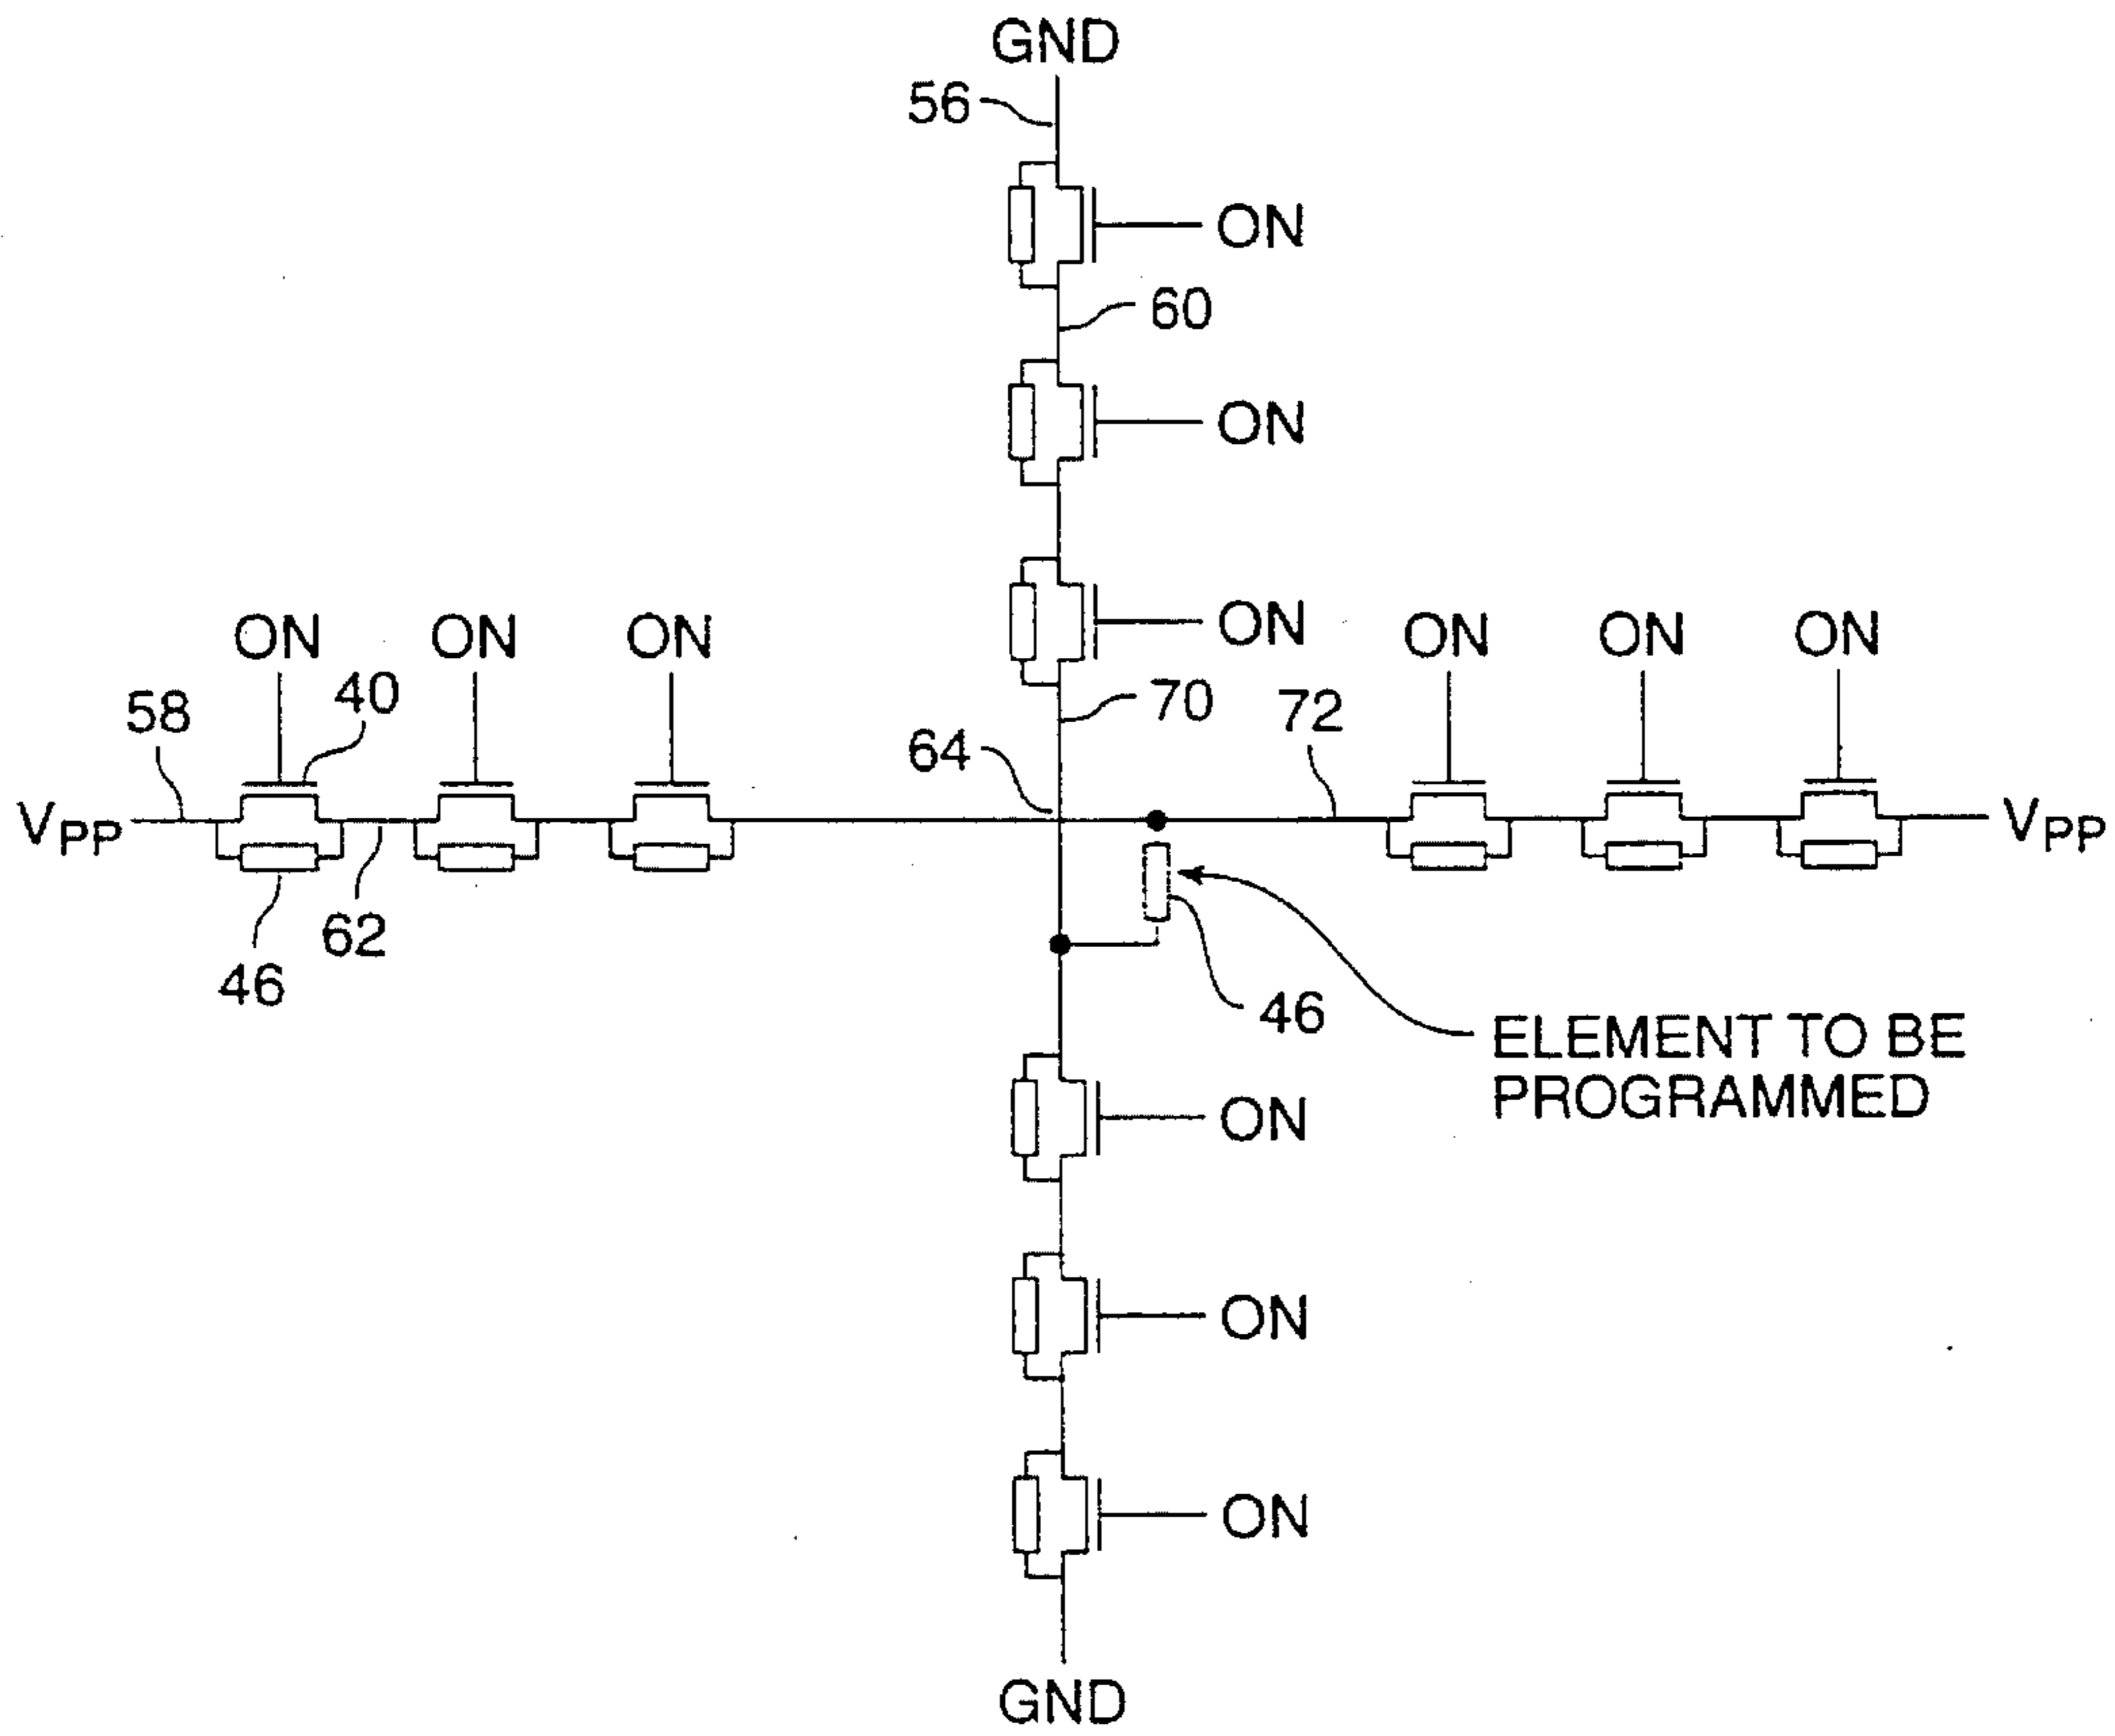 GND
56
ON
60
ON
ON
ON ON ON
ON ON ON
40
58
70
72
64
VPP
VPP
62
46
46
ELEMENT TO BE
PROGRAMMED
ON
ON
ON
GND